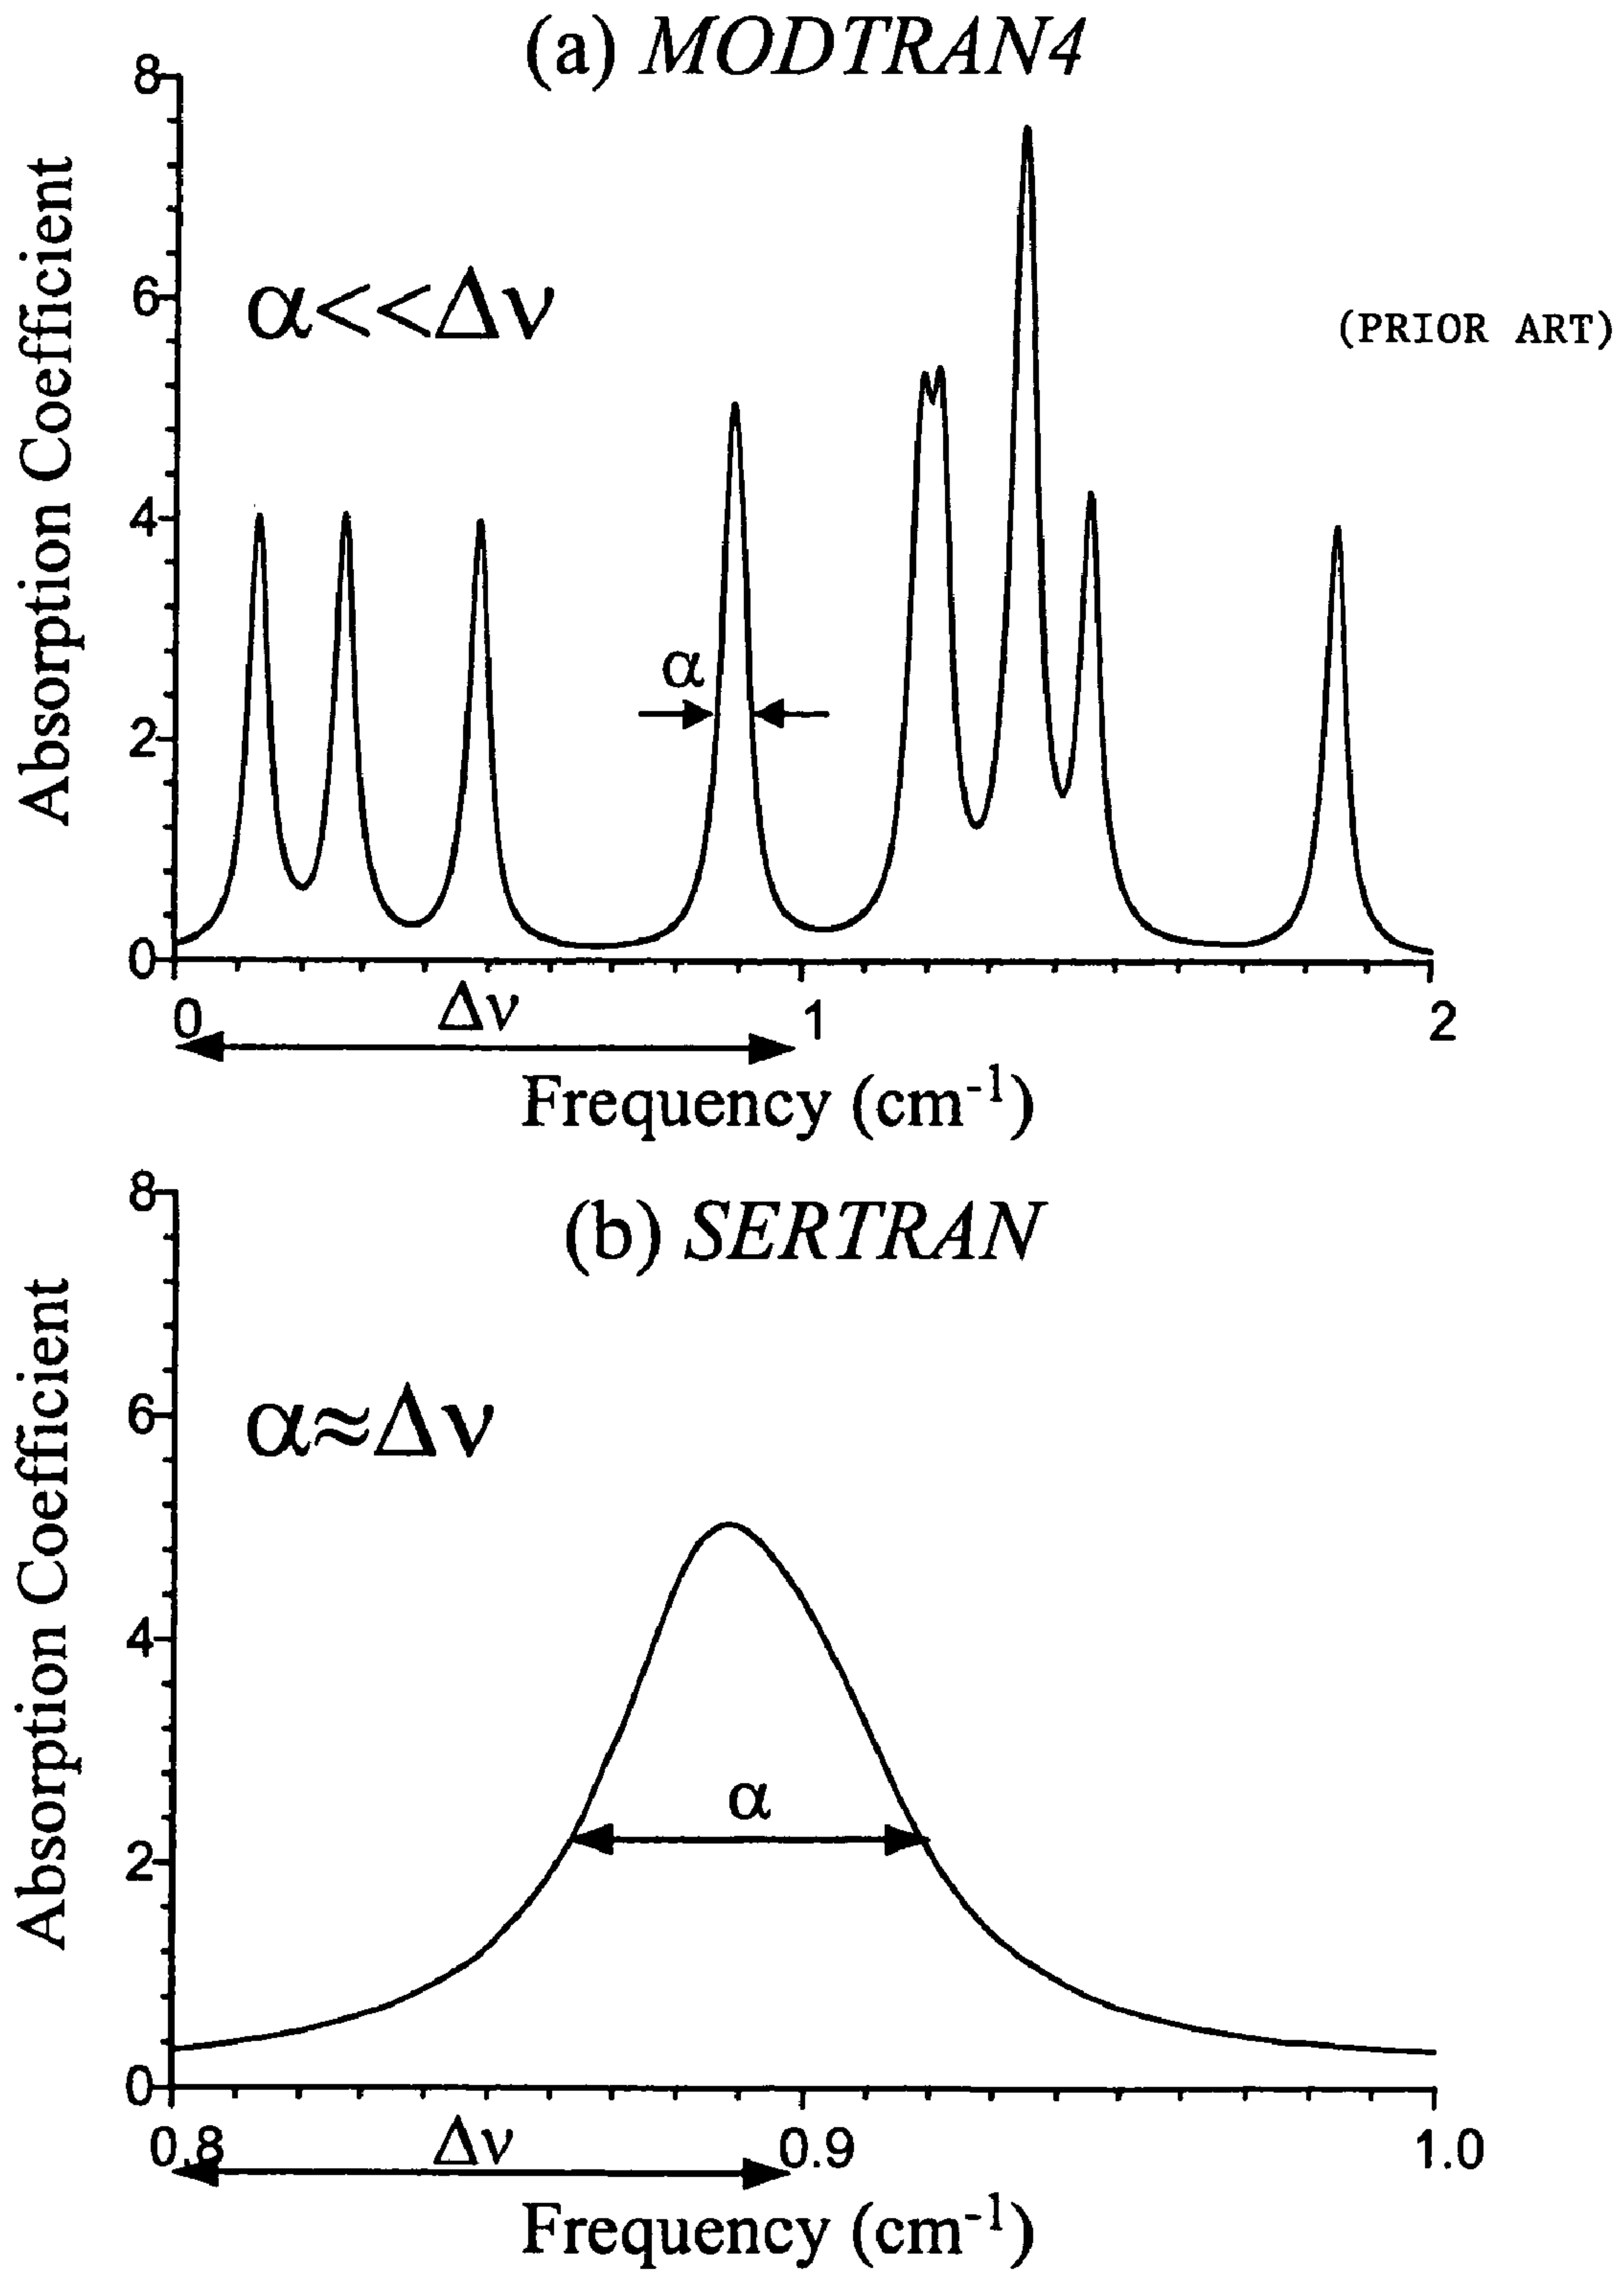 (a) MODTRAN4
Absorption Coefficient
8
6
4
2
0
α<<Δν
(PRIOR ART)
α
0
1
2
Δν
Frequency (cm⁻¹)
(b) SERTRAN
Absorption Coefficient
8
6
4
2
0
α≈Δν
α
0.8
0.9
1.0
Δν
Frequency (cm⁻¹)